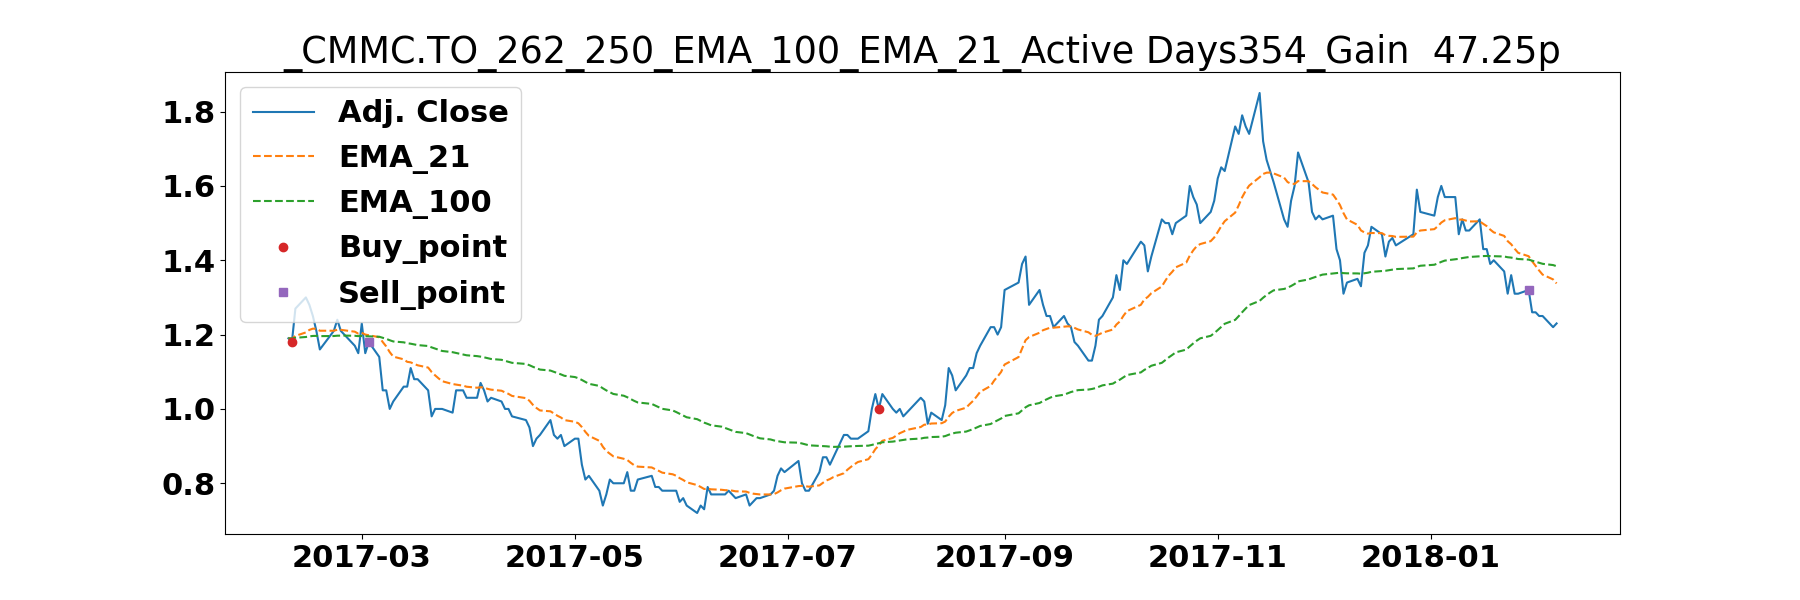 _CMMC.TO_262_250_EMA_100_EMA_21_Active Days354_Gain  47.25p
Adj. Close
EMA_21
EMA_100
Buy_point
Sell_point
1.8
1.6
1.4
1.2
1.0
0.8
2017-03 2017-05 2017-07 2017-09 2017-11 2018-01